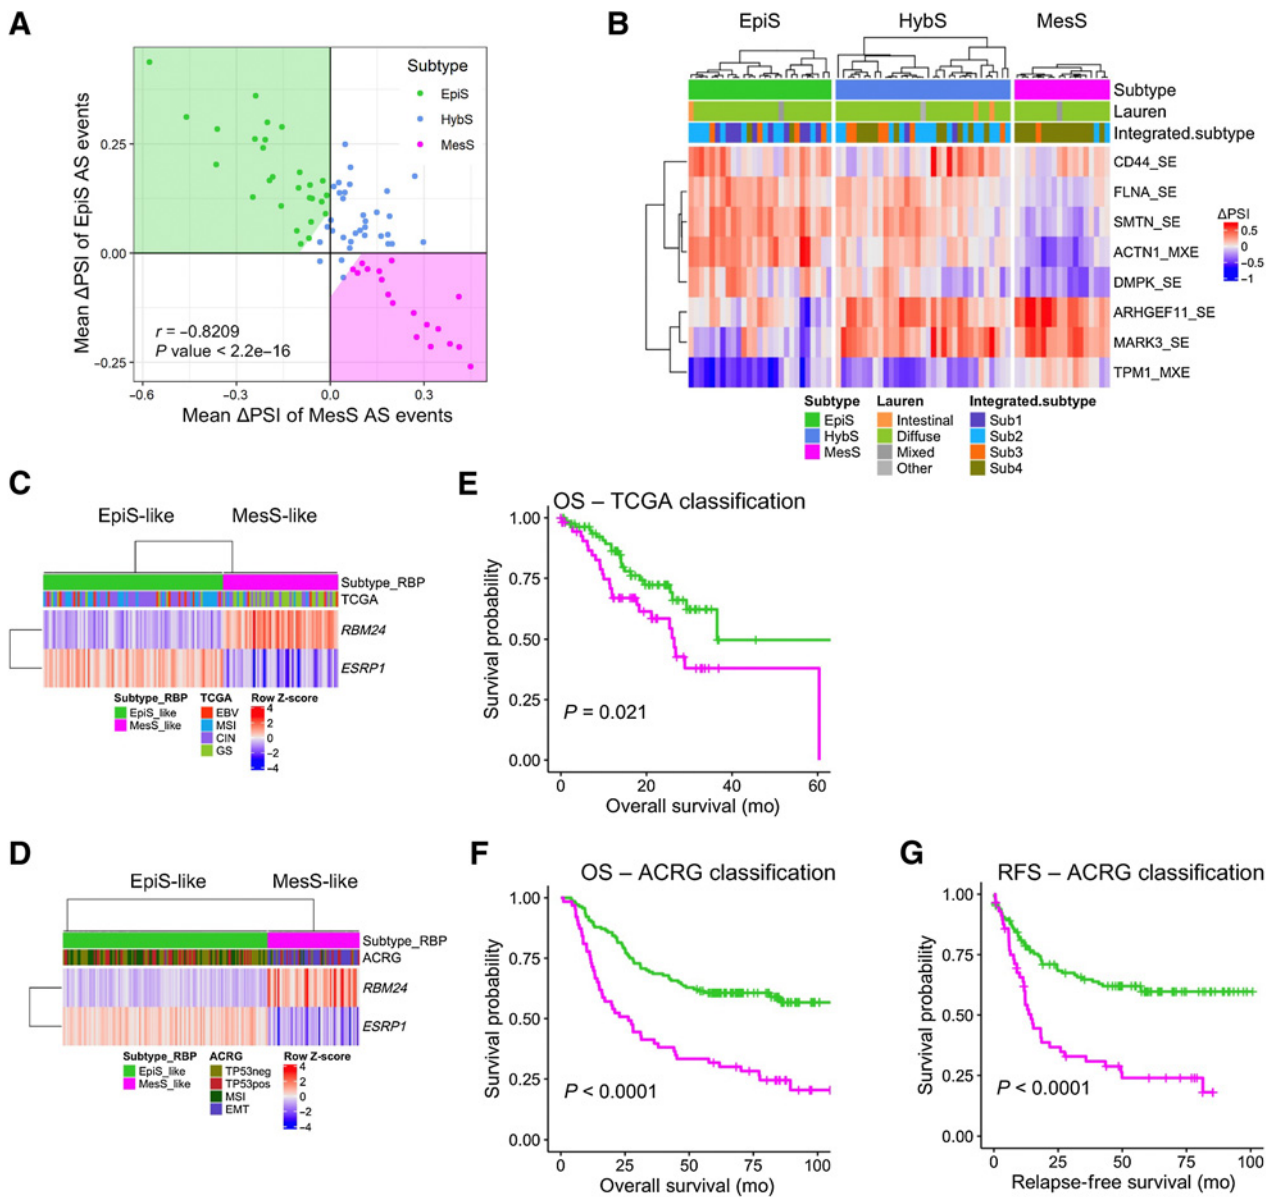 A
Mean ΔPSI of EpiS AS events
0.25
0.00
−0.25
−0.6
−0.3
0.0
0.3
Mean ΔPSI of MesS AS events
Subtype
EpiS
HybS
MesS
r = −0.8209
P value < 2.2e−16
B
EpiS HybS MesS
Subtype
Lauren
Integrated.subtype
CD44_SE
FLNA_SE
SMTN_SE
ACTN1_MXE
DMPK_SE
ARHGEF11_SE
MARK3_SE
TPM1_MXE
ΔPSI
0.5
0
−0.5
−1
Subtype
EpiS
HybS
MesS
Lauren
Intestinal
Diffuse
Mixed
Other
Integrated.subtype
Sub1
Sub2
Sub3
Sub4
C
EpiS-like MesS-like
Subtype_RBP
TCGA
RBM24
ESRP1
Subtype_RBP
EpiS_like
MesS_like
TCGA
EBV
MSI
CIN
GS
Row Z-score
4
2
0
−2
−4
E
OS – TCGA classification
Survival probability
1.00
0.75
0.50
0.25
0.00
P = 0.021
0 20 40 60
Overall survival (mo)
D
EpiS-like MesS-like
Subtype_RBP
ACRG
RBM24
ESRP1
Subtype_RBP
EpiS_like
MesS_like
ACRG
TP53neg
TP53pos
MSI
EMT
Row Z-score
4
2
0
−2
−4
F
OS – ACRG classification
Survival probability
1.00
0.75
0.50
0.25
0.00
P < 0.0001
0 25 50 75 100
Overall survival (mo)
G
RFS – ACRG classification
Survival probability
1.00
0.75
0.50
0.25
0.00
P < 0.0001
0 25 50 75 100
Relapse-free survival (mo)